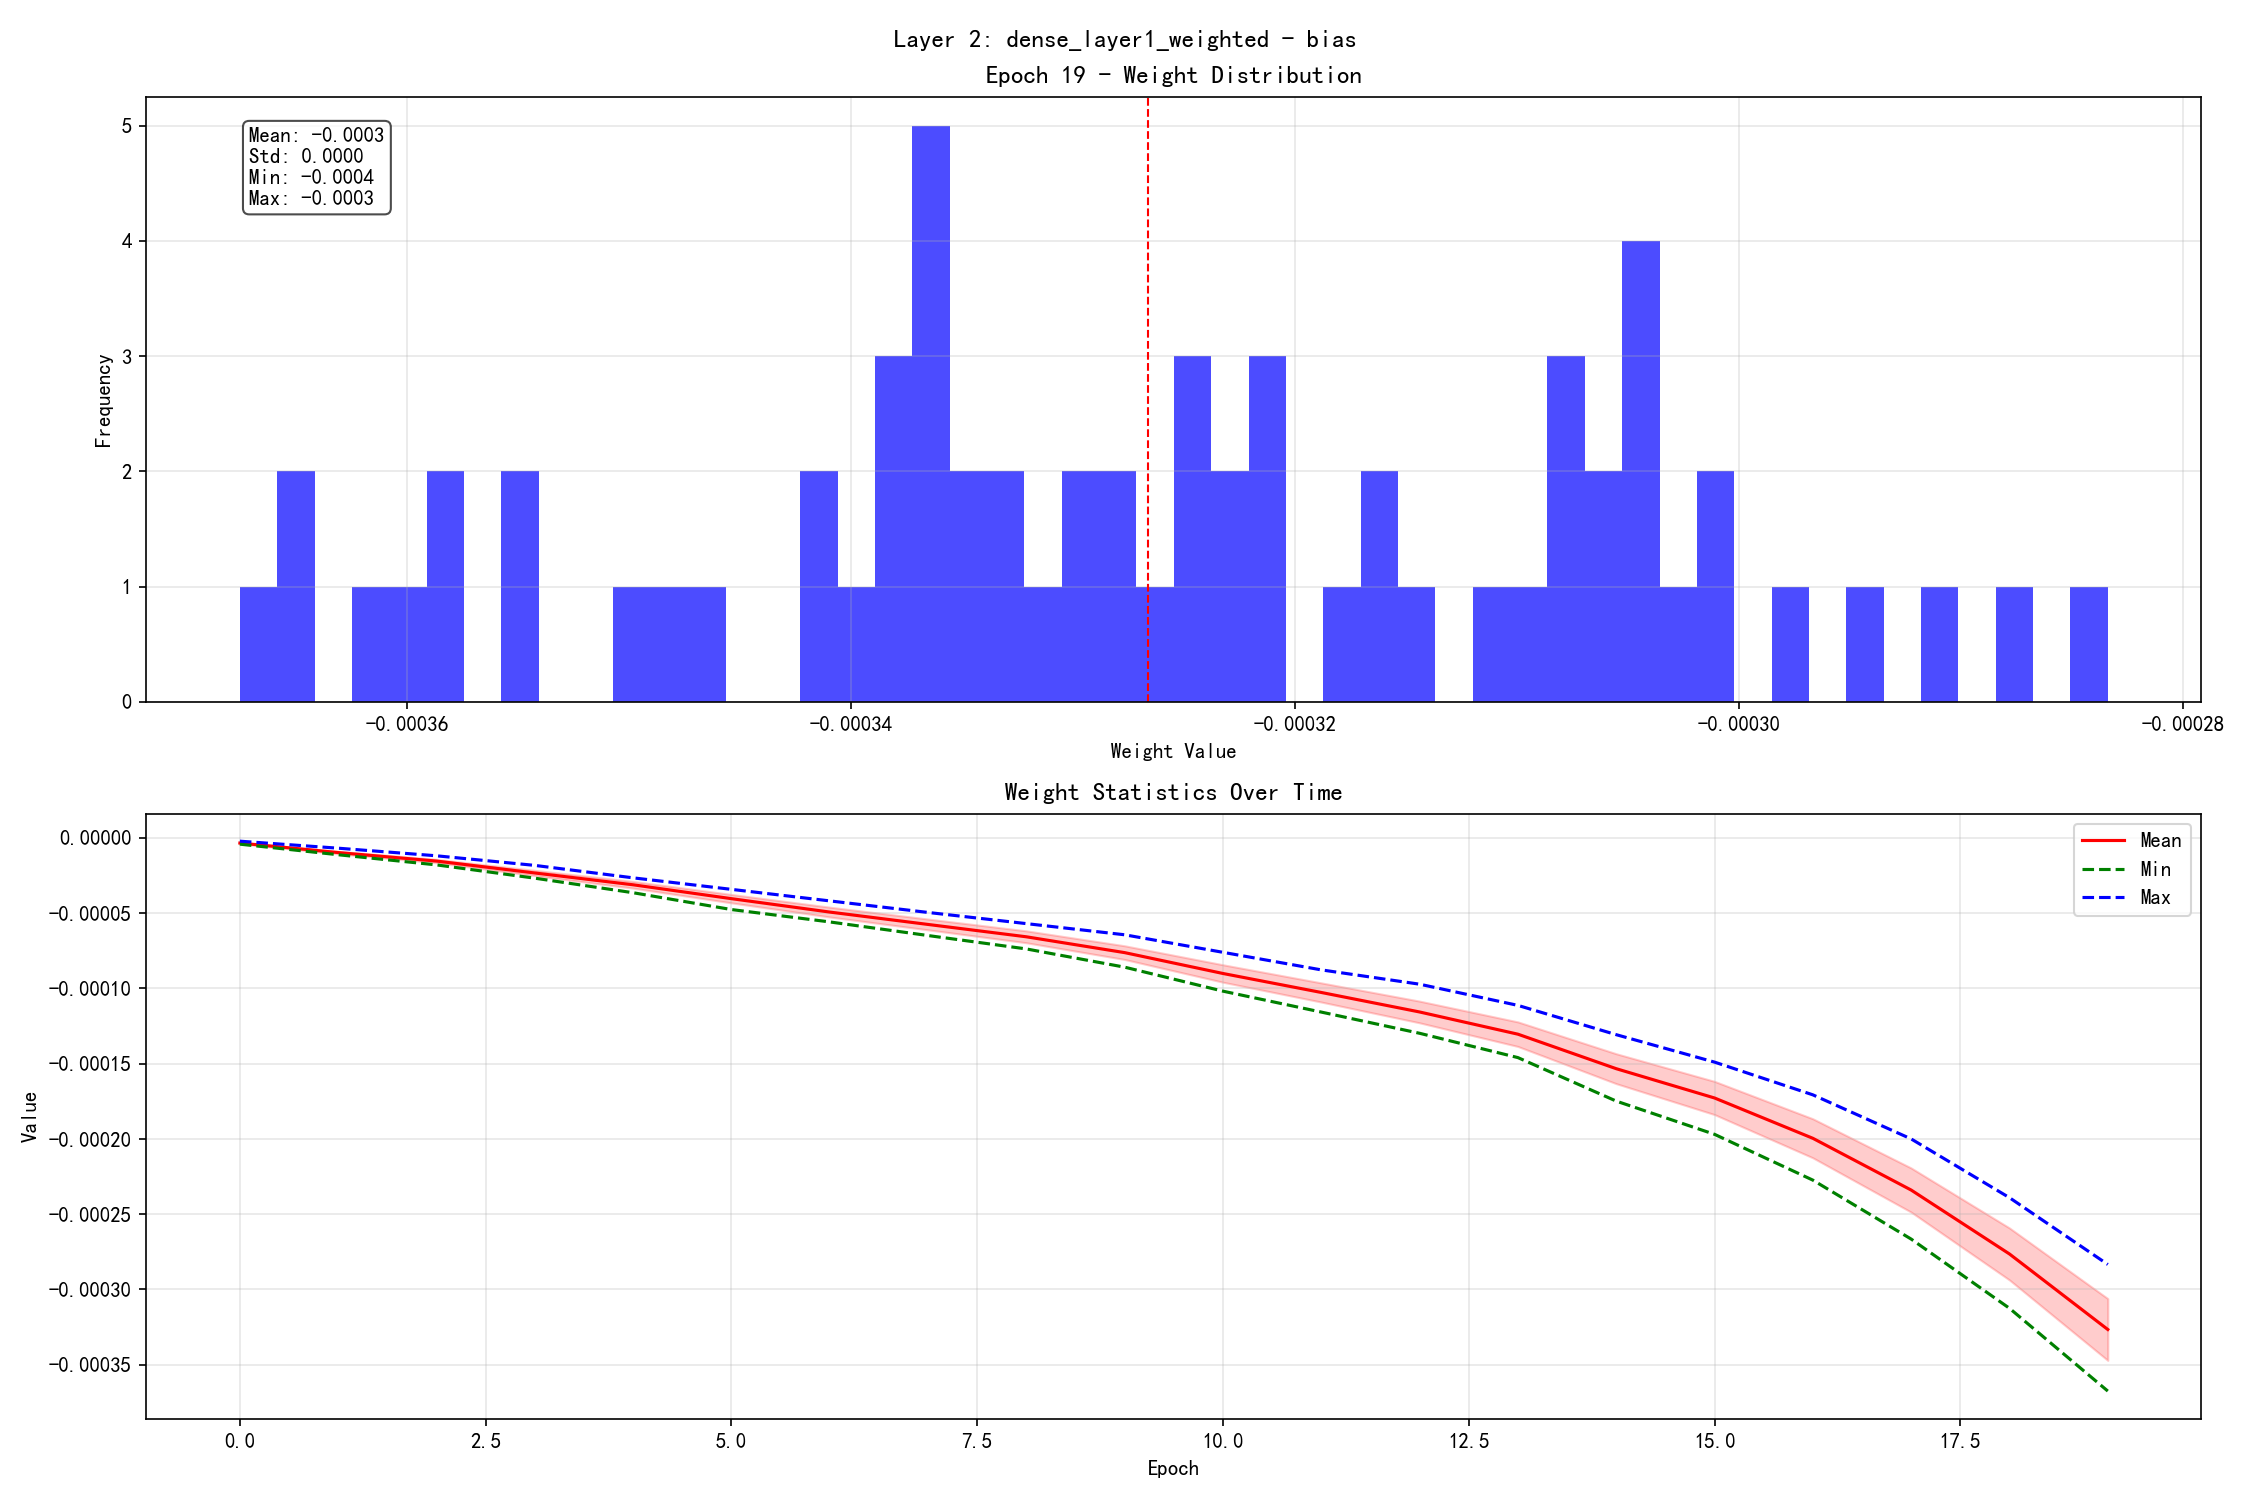 Layer 2: dense_layer1_weighted - bias
Epoch 19 - Weight Distribution
Mean: -0.0003
Std: 0.0000
Min: -0.0004
Max: -0.0003
5
4
3
2
1
0
Frequency
-0.00036 -0.00034 -0.00032 -0.00030 -0.00028
Weight Value
Weight Statistics Over Time
Mean
Min
Max
0.00000
-0.00005
-0.00010
-0.00015
-0.00020
-0.00025
-0.00030
-0.00035
Value
0.0 2.5 5.0 7.5 10.0 12.5 15.0 17.5
Epoch